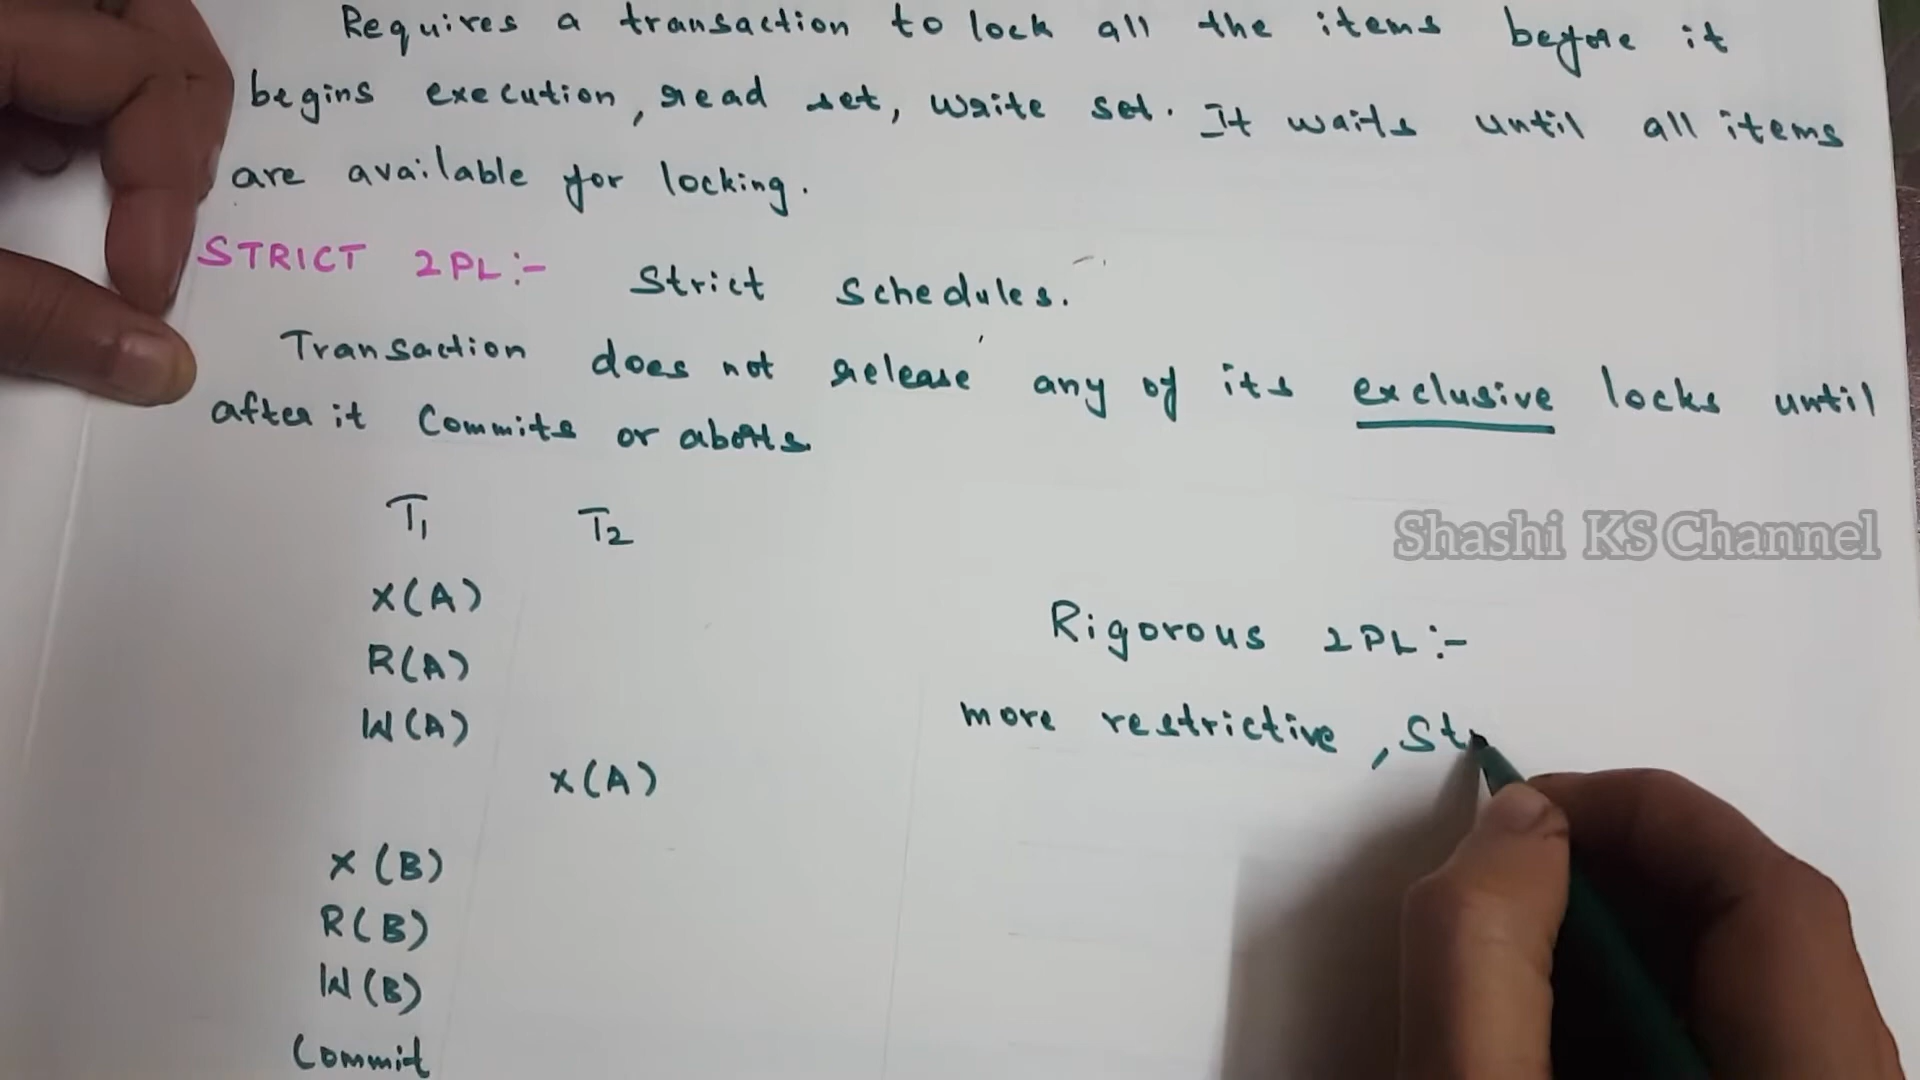 Requires a transaction to lock all the items before it
begins execution, read set, write set. It waits until all items
are available for locking.
STRICT 2PL:- Strict Schedules.
Transaction does not release any of its exclusive locks until
after it Commits or aborts
T1 T2
X(A)
R(A)
W(A)
X(A)
X(B)
R(B)
W(B)
Commit
Shashi KS Channel
Rigorous 2PL:-
more restrictive, St